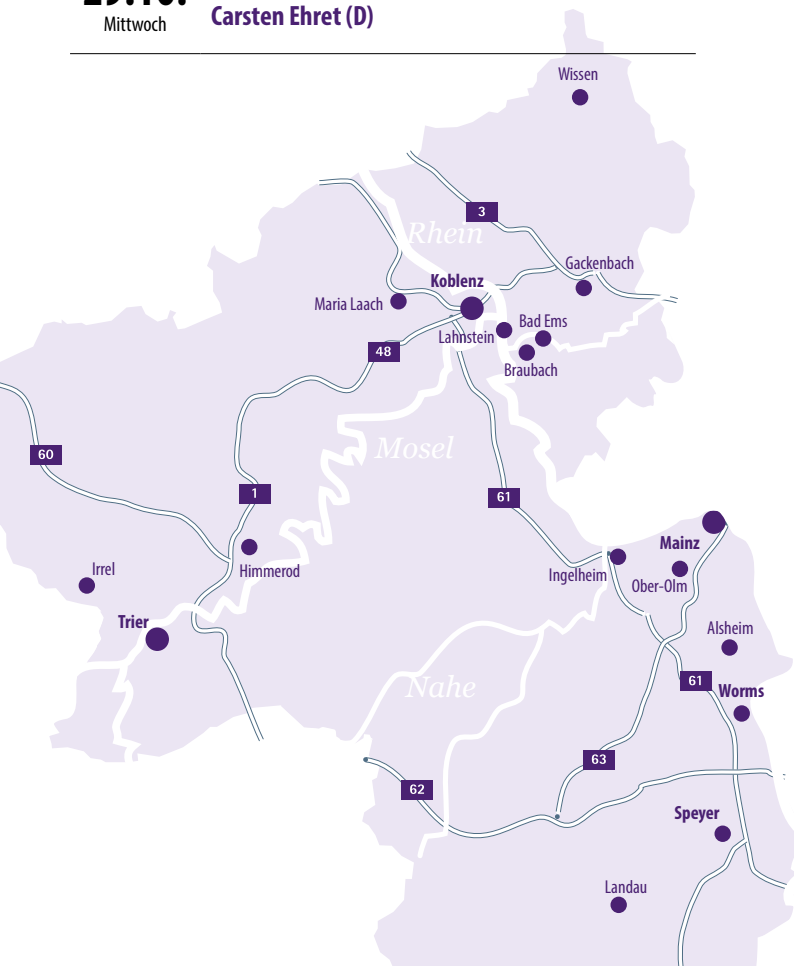 Mittwoch
Carsten Ehret (D)
Wissen
3
Rhein
Gackenbach
Koblenz
Maria Laach
Bad Ems
Lahnstein
48
Braubach
Mosel
60
1
61
Mainz
Himmerod
Irrel
Ingelheim
Ober-Olm
Trier
Alsheim
61
Nahe
Worms
63
62
Speyer
Landau